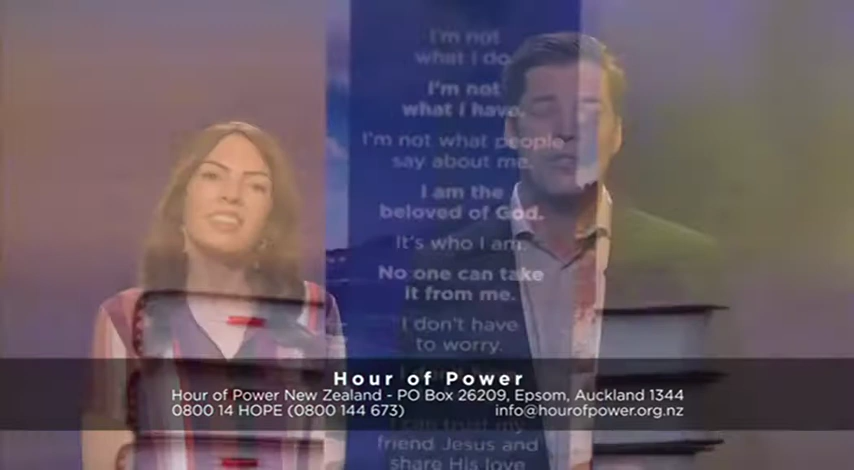 I'm not
what I do.
I'm not
what I have.
I'm not what people
say about me.
I am the
beloved of God.
It's who I am.
No one can take
it from me.
I don't have
to worry.
Hour of Power
Hour of Power New Zealand - PO Box 26209, Epsom, Auckland 1344
0800 14 HOPE (0800 144 673)
info@hourofpower.org.nz
I can trust my
friend Jesus and
share His love